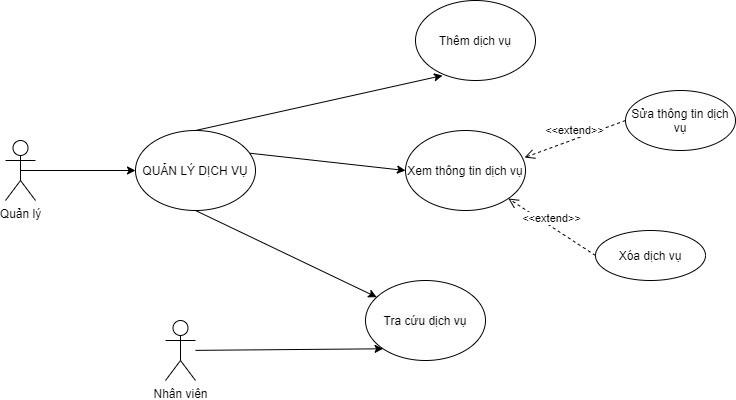 Thêm dịch vụ
Sửa thông tin dịch
vụ
<<extend>>
Quản lý
QUẢN LÝ DỊCH VỤ
Xem thông tin dịch vụ
<<extend>>
Xóa dịch vụ
Tra cứu dịch vụ
Nhân viên